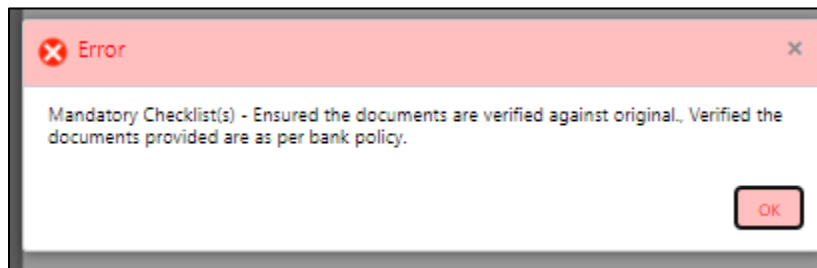 Error
Mandatory Checklist(s) - Ensured the documents are verified against original., Verified the
documents provided are as per bank policy.
OK